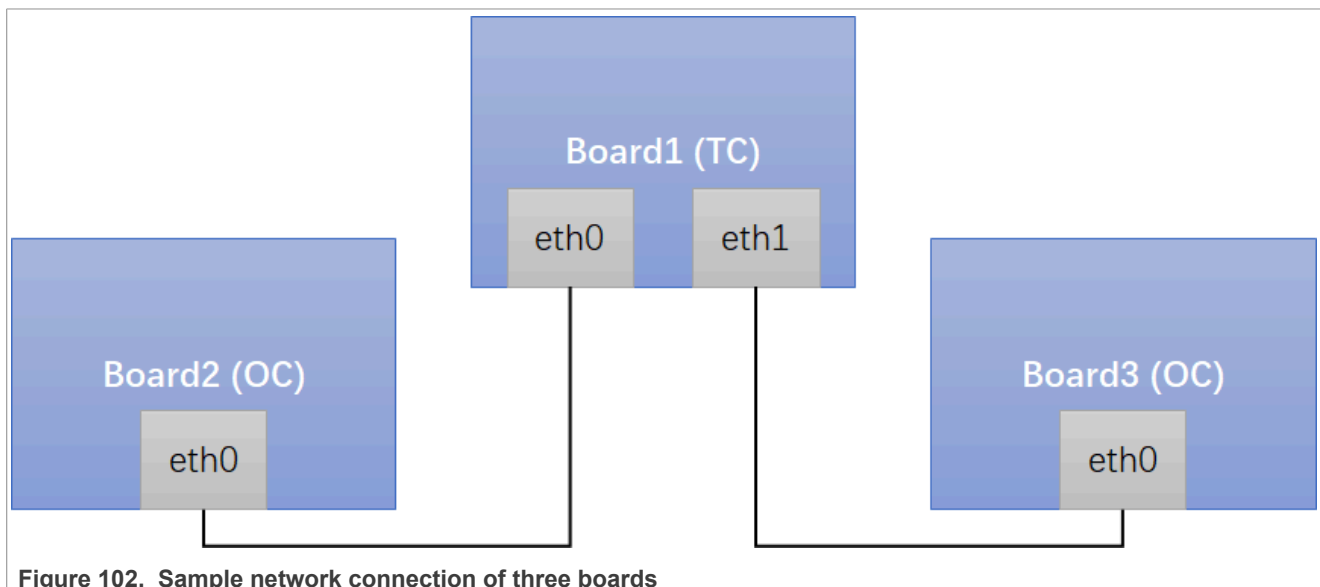 Board1 (TC)
eth0
eth1
Board2 (OC)
eth0
Board3 (OC)
eth0
Figure 102. Sample network connection of three boards